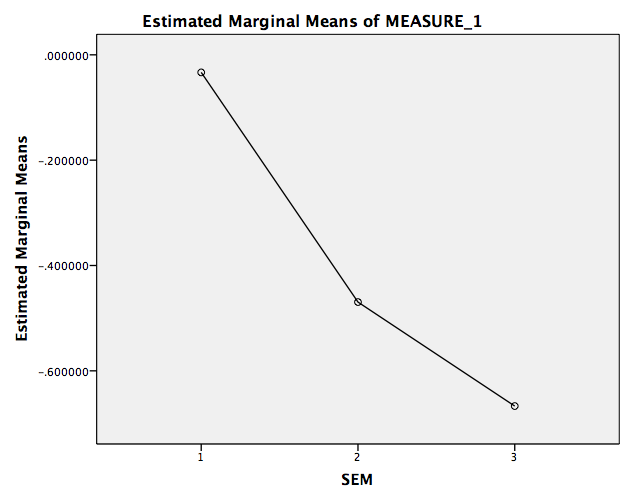 Estimated Marginal Means of MEASURE_1
Estimated Marginal Means
.000000
-.200000
-.400000
-.600000
1
2
3
SEM